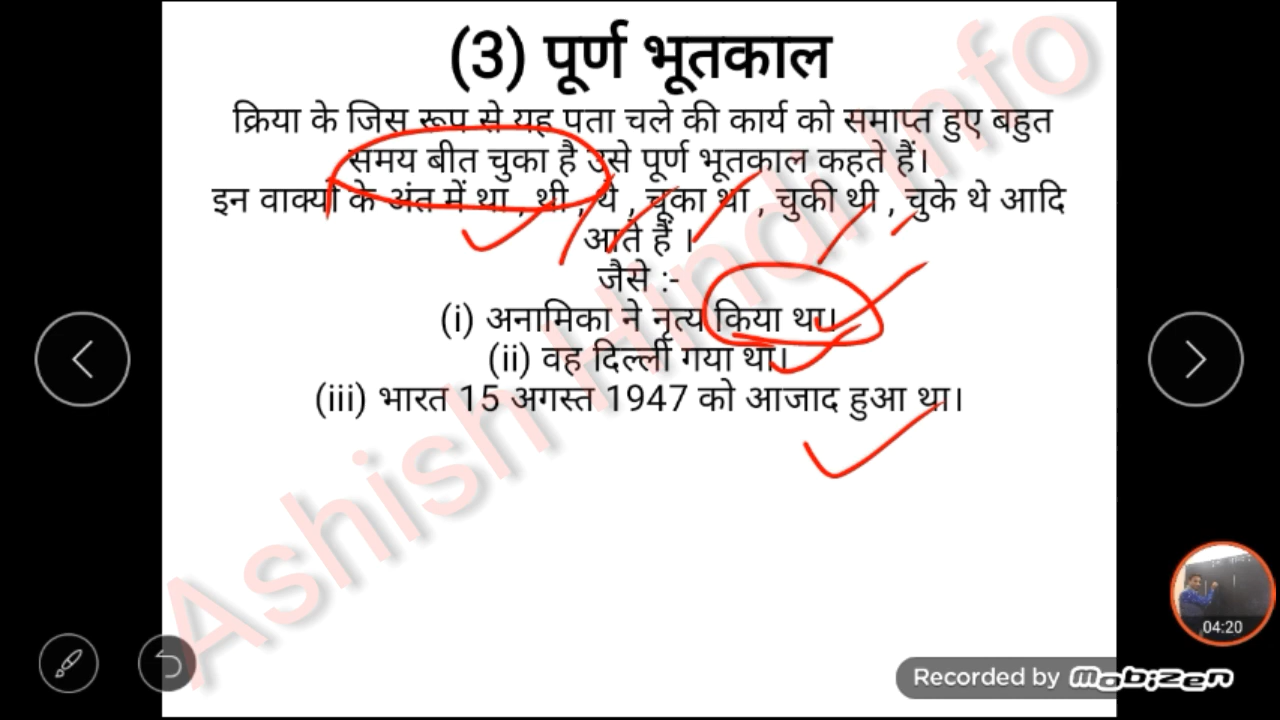 (3) पूर्ण भूतकाल
क्रिया के जिस रूप से यह पता चले की कार्य को समाप्त हुए बहुत
समय बीत चुका है उसे पूर्ण भूतकाल कहते हैं।
इन वाक्यों के अंत में था , थी , थे , चूका था , चुकी थी , चुके थे आदि
आते हैं ।
जैसे :-
(i) अनामिका ने नृत्य किया था।
(ii) वह दिल्ली गया था।
(iii) भारत 15 अगस्त 1947 को आजाद हुआ था।
Ashish Hindi Info
04:20
Recorded by Mobizen